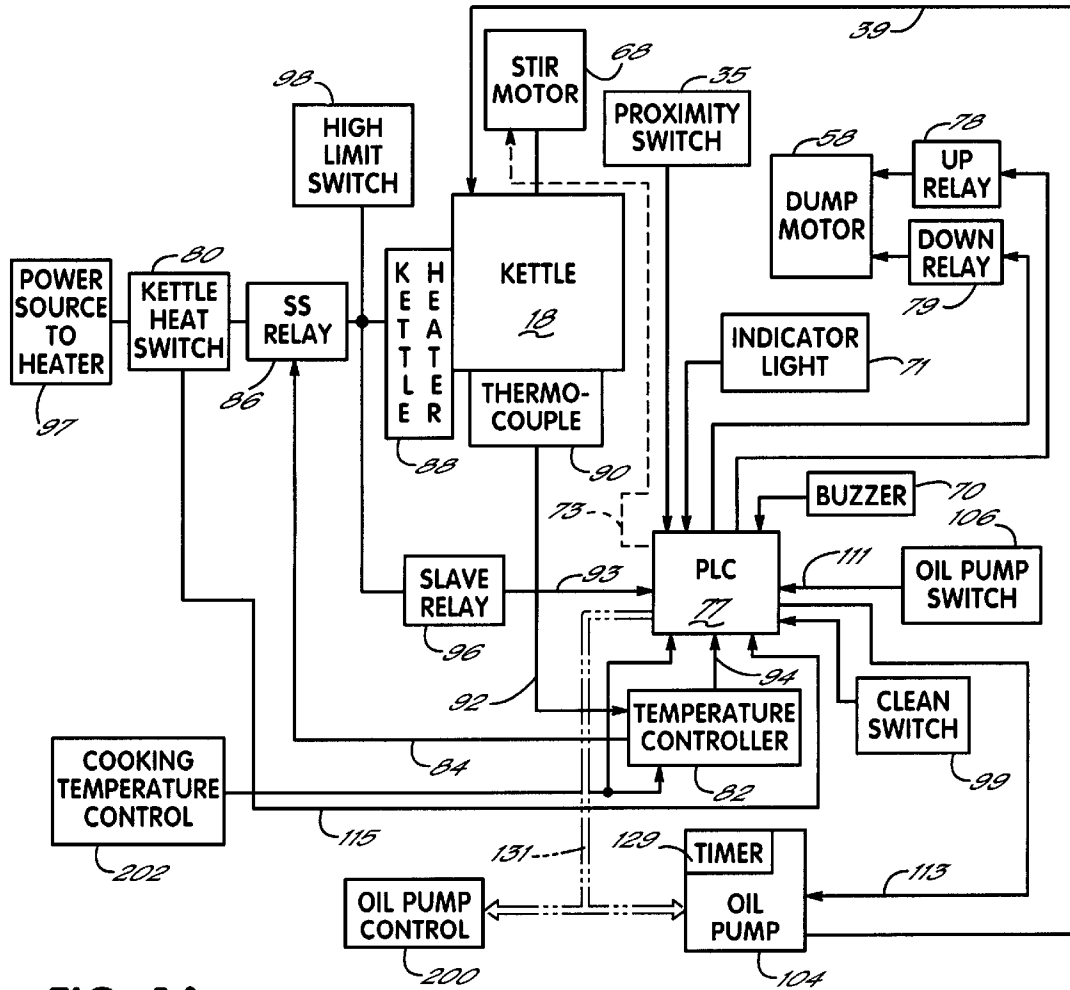 39
STIR
MOTOR
68
35
PROXIMITY
SWITCH
98
HIGH
LIMIT
SWITCH
58
DUMP
MOTOR
78
UP
RELAY
DOWN
RELAY
79
80
POWER
SOURCE
TO
HEATER
97
KETTLE
HEAT
SWITCH
SS
RELAY
86
KETTLE
HEATER
88
KETTLE
18
THERMO-
COUPLE
90
INDICATOR
LIGHT
71
73
BUZZER
70
106
OIL PUMP
SWITCH
111
PLC
77
SLAVE
RELAY
96
93
92
94
CLEAN
SWITCH
99
TEMPERATURE
CONTROLLER
82
84
COOKING
TEMPERATURE
CONTROL
202
115
131
129
TIMER
OIL
PUMP
104
113
OIL PUMP
CONTROL
200